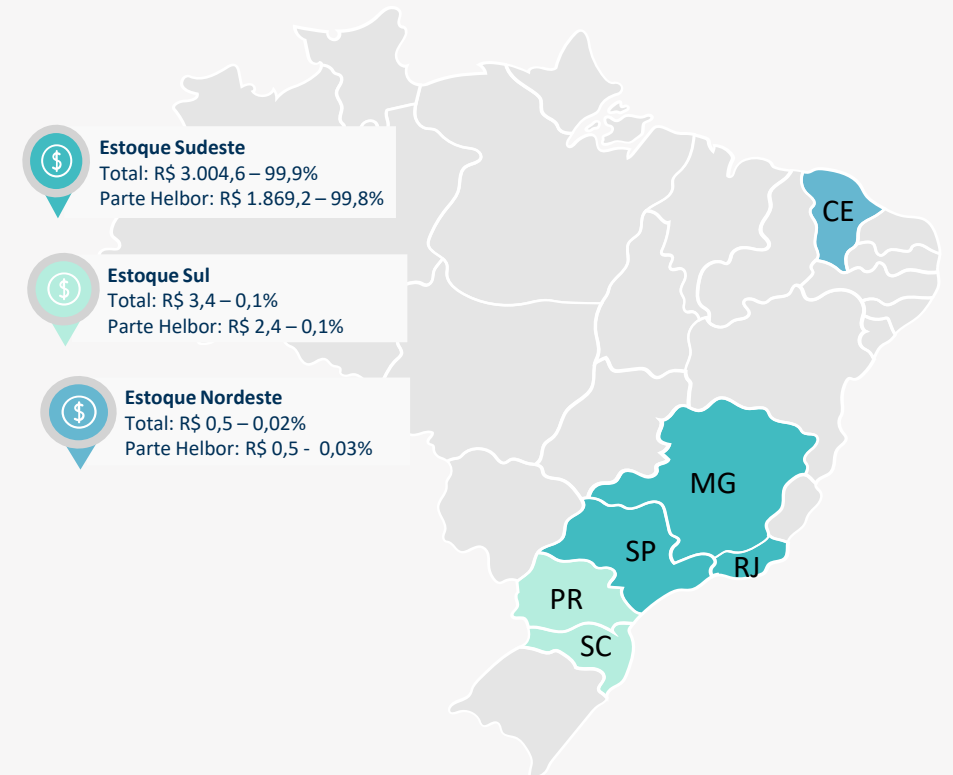 Estoque Sudeste
Total: R$ 3.004,6 – 99,9%
Parte Helbor: R$ 1.869,2 – 99,8%
CE
Estoque Sul
Total: R$ 3,4 – 0,1%
Parte Helbor: R$ 2,4 – 0,1%
Estoque Nordeste
Total: R$ 0,5 – 0,02%
Parte Helbor: R$ 0,5 - 0,03%
MG
SP
RJ
PR
SC